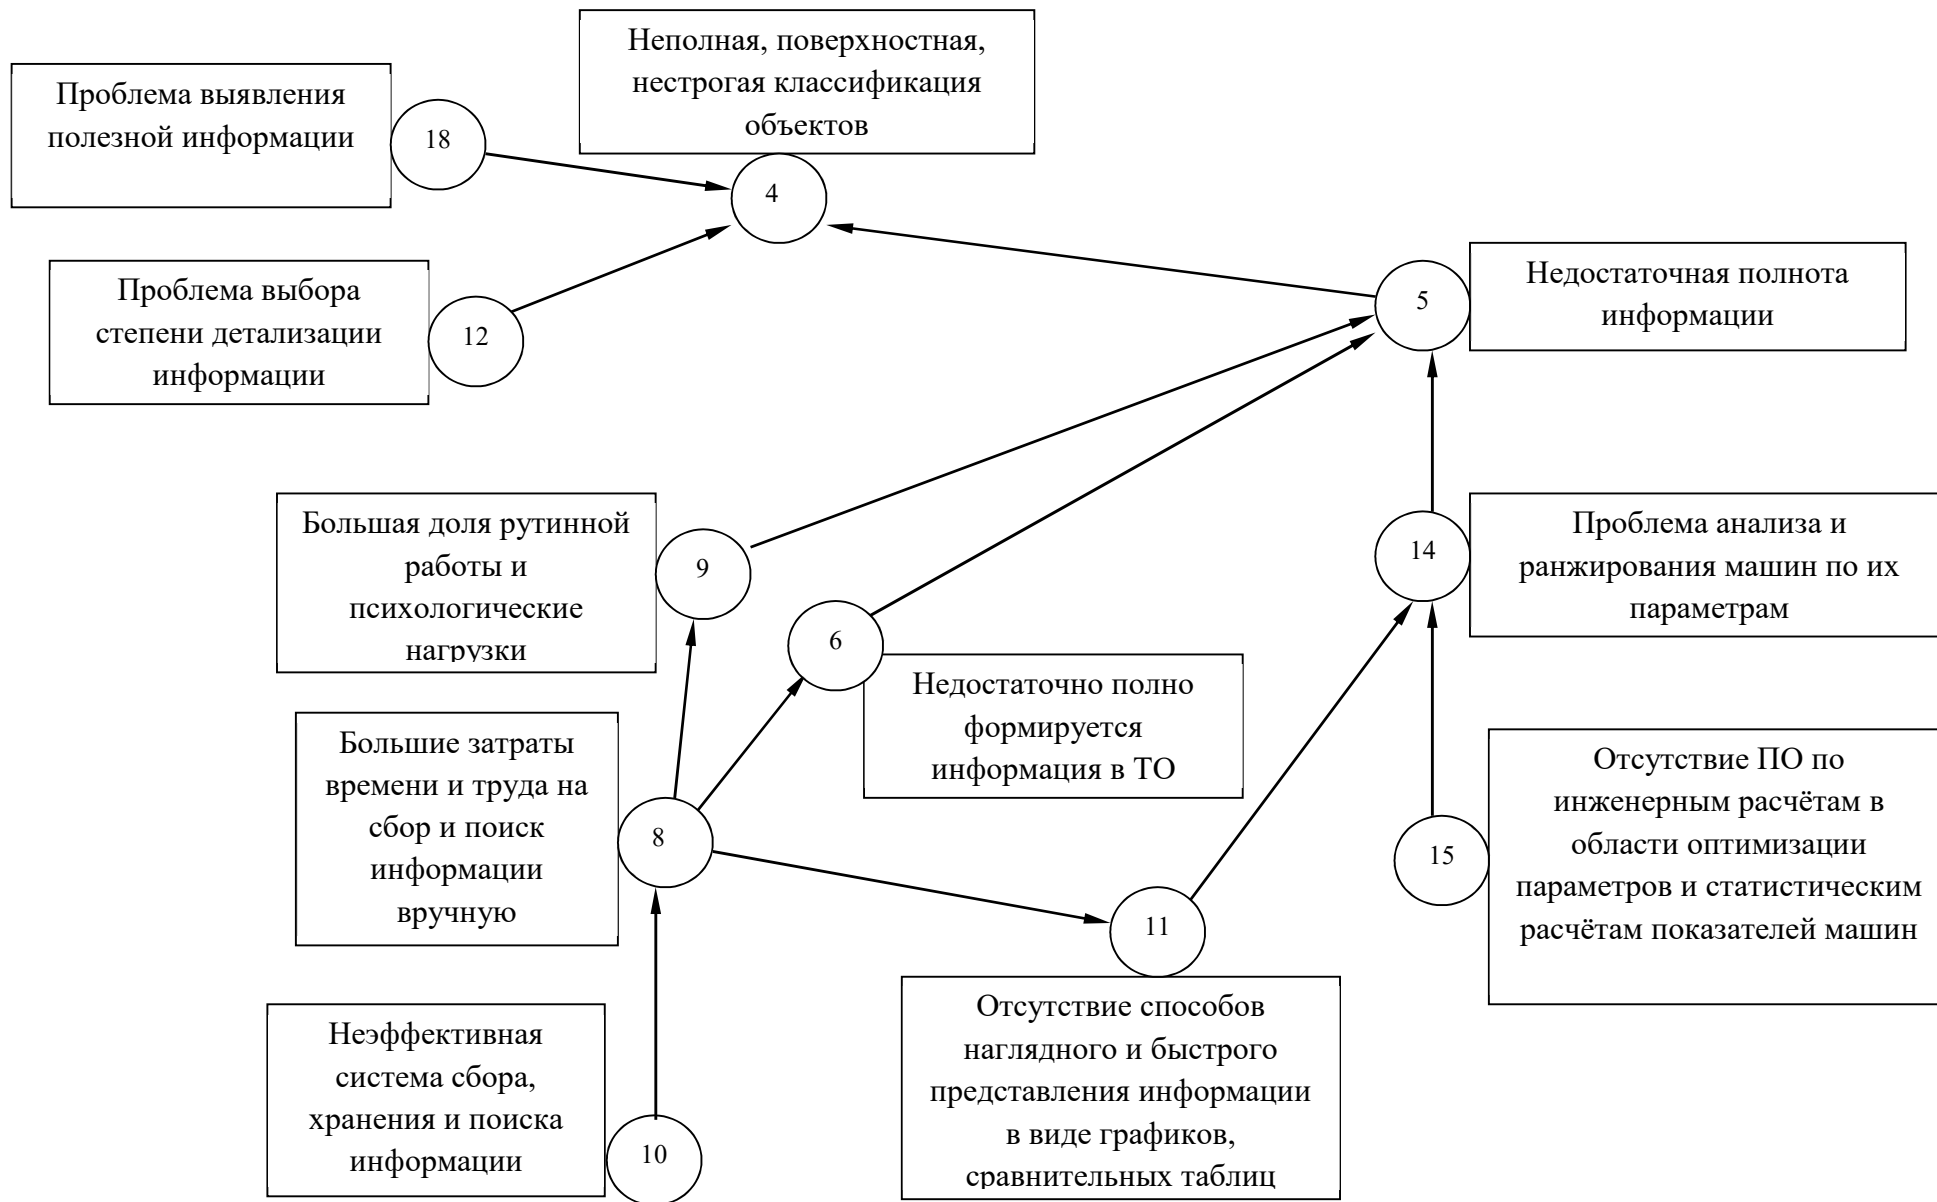 Неполная, поверхностная,
нестрогая классификация
объектов
Проблема выявления
полезной информации
18
4
Проблема выбора
степени детализации
информации
12
5
Недостаточная полнота
информации
Большая доля рутинной
работы и
психологические
нагрузки
9
6
Недостаточно полно
формируется
информация в ТО
14
Проблема анализа и
ранжирования машин по их
параметрам
Большие затраты
времени и труда на
сбор и поиск
информации
вручную
8
15
Отсутствие ПО по
инженерным расчётам в
области оптимизации
параметров и статистическим
расчётам показателей машин
11
Отсутствие способов
наглядного и быстрого
представления информации
в виде графиков,
сравнительных таблиц
Неэффективная
система сбора,
хранения и поиска
информации
10